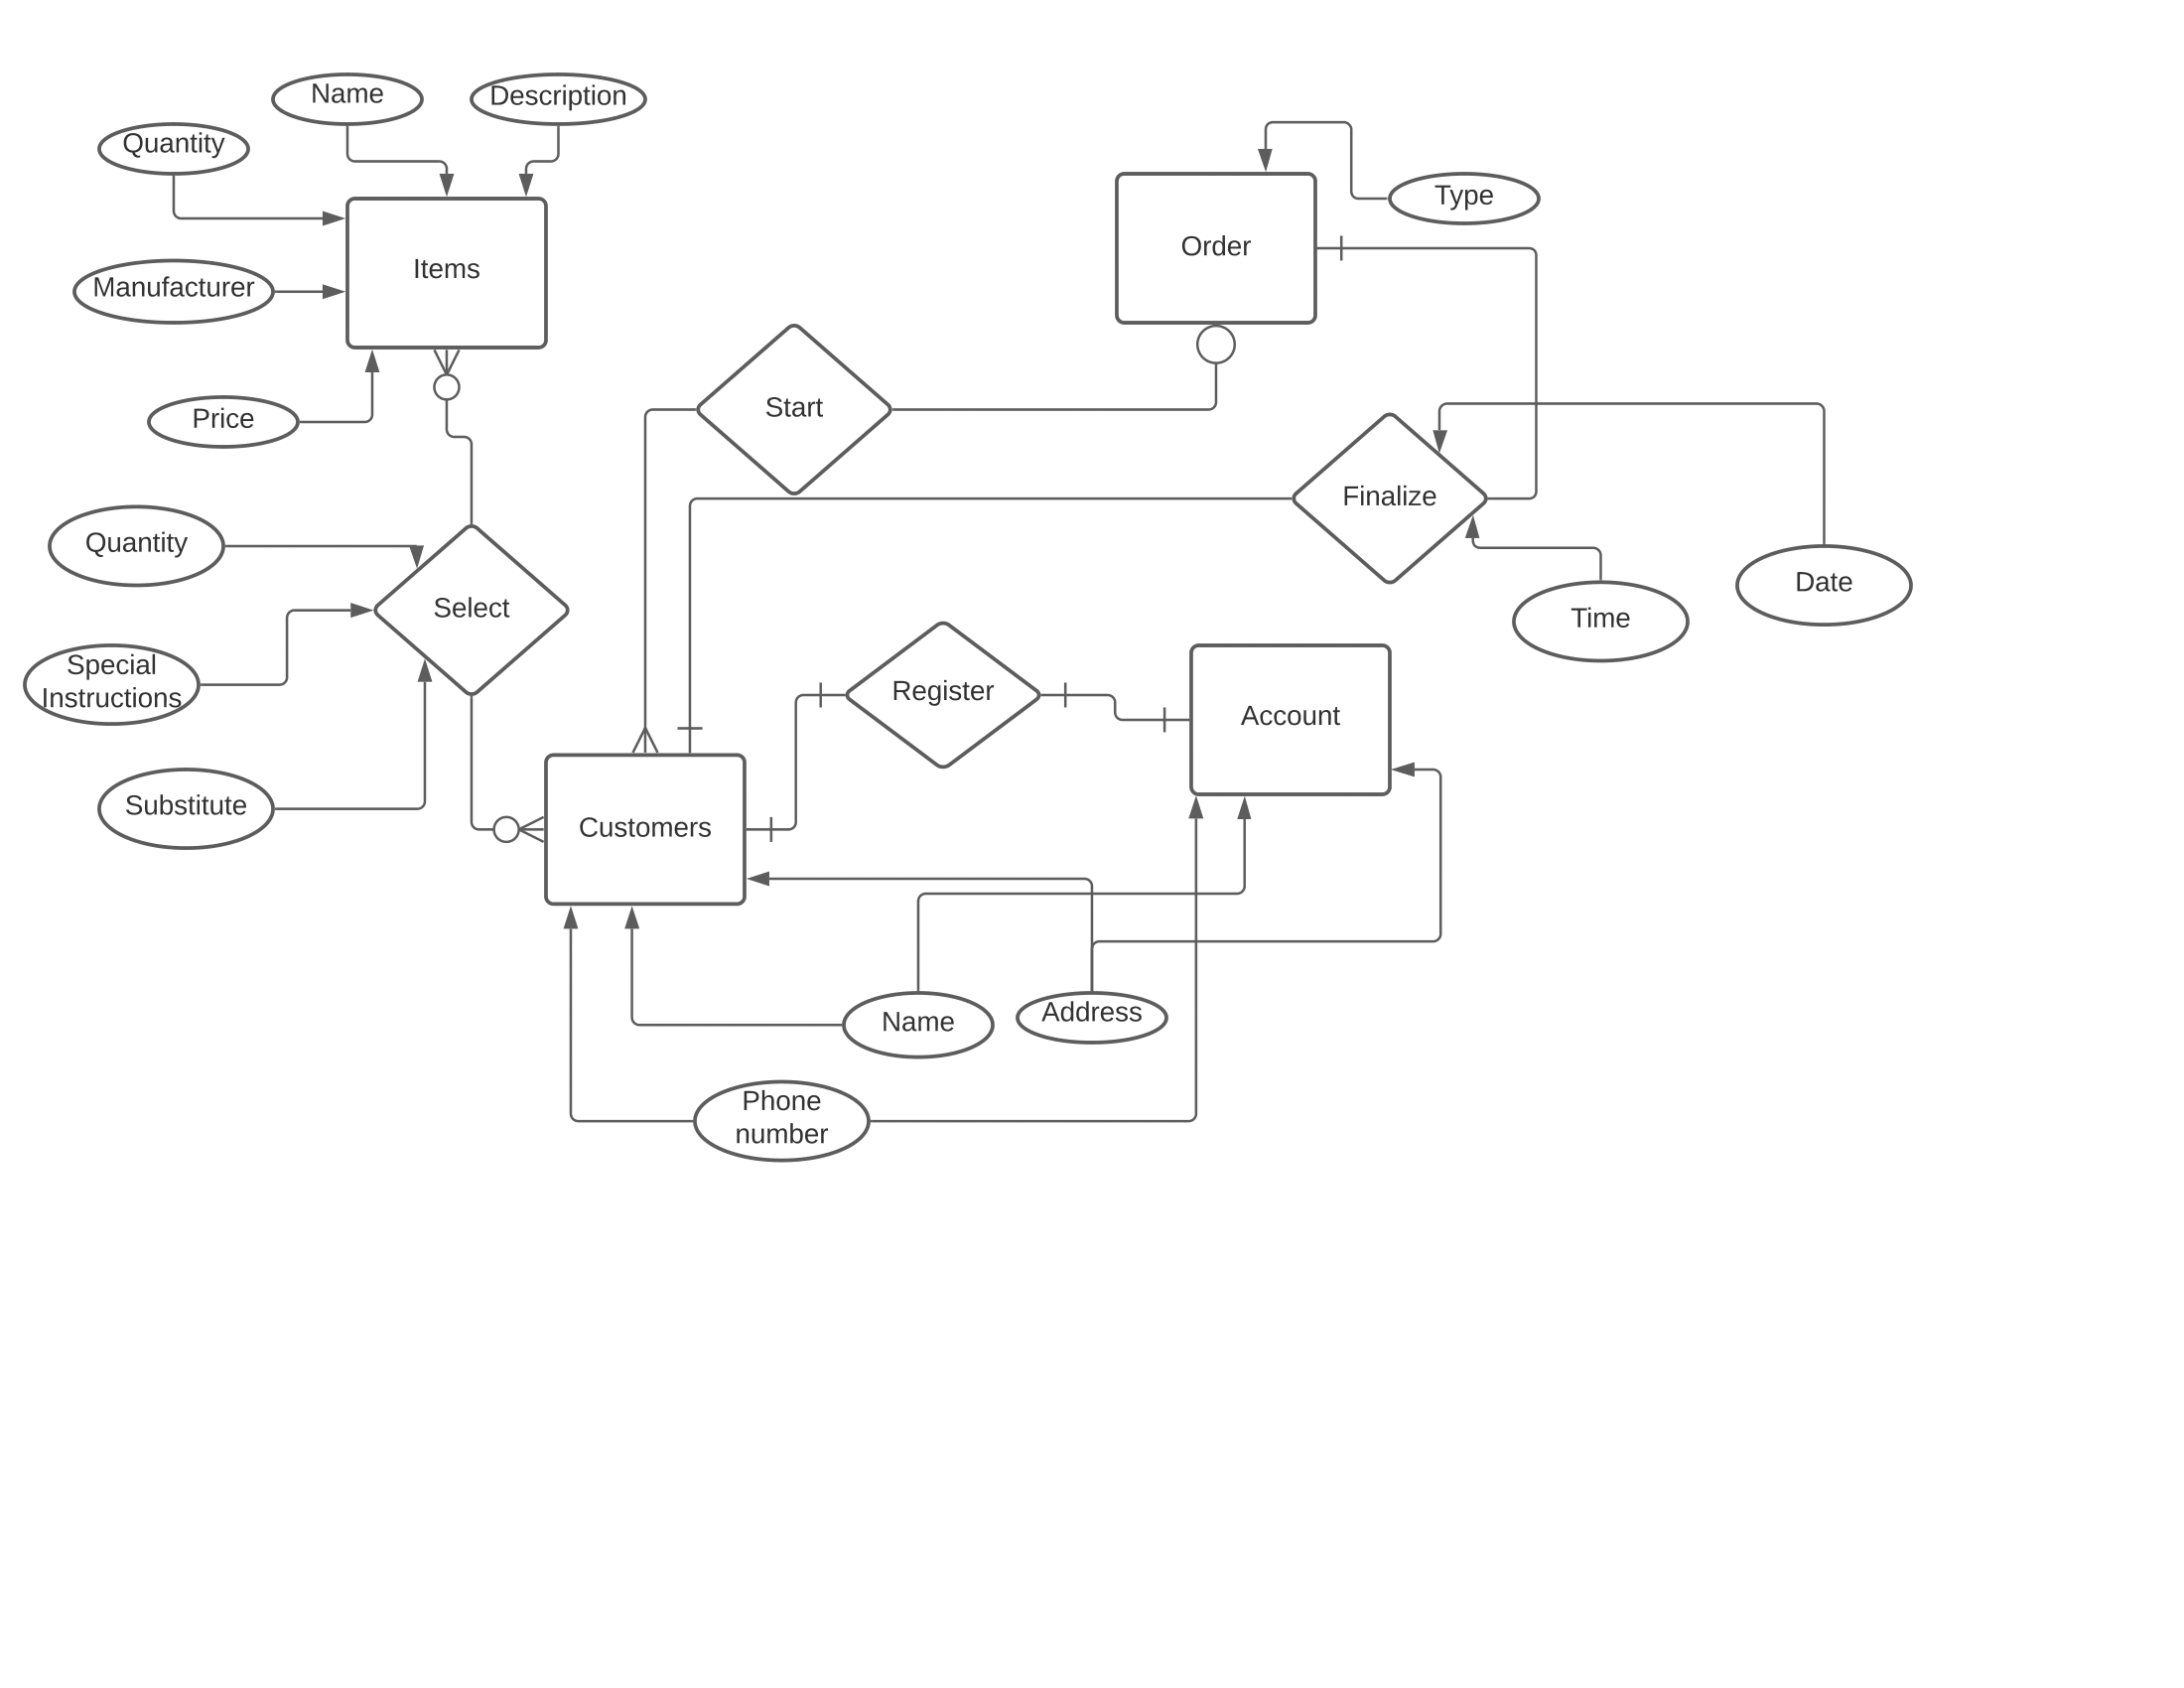 Name
Description
Quantity
Type
Order
Items
Manufacturer
Start
Price
Finalize
Quantity
Date
Select
Time
Special
Instructions
Register
Account
Substitute
Customers
Name
Address
Phone
number